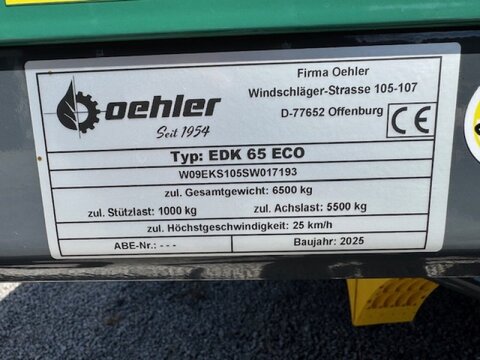 oehler
Seit 1954
Firma Oehler
Windschläger-Strasse 105-107
D-77652 Offenburg
CE
Typ: EDK 65 ECO
W09EKS105SW017193
zul. Gesamtgewicht: 6500 kg
zul. Stützlast: 1000 kg zul. Achslast: 5500 kg
zul. Höchstgeschwindigkeit: 25 km/h
ABE-Nr.: - - - Baujahr: 2025